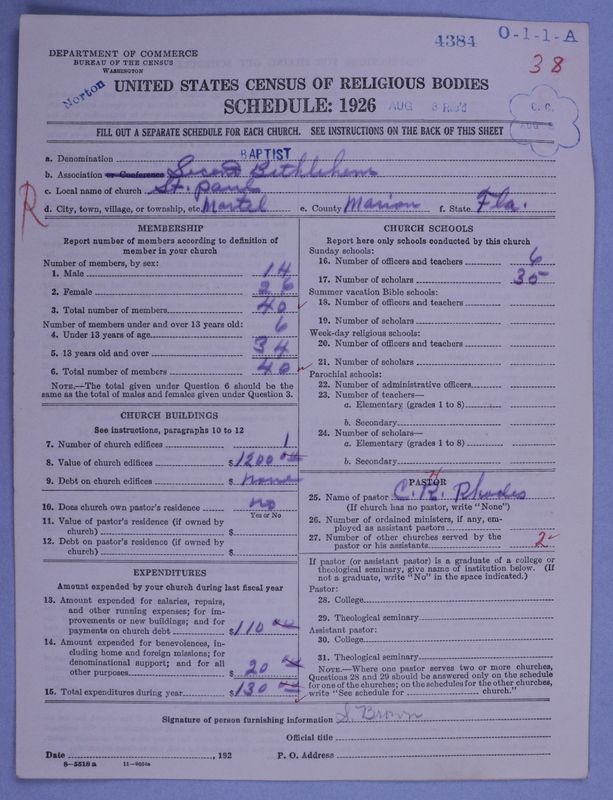 4384
O-1-1-A
38
DEPARTMENT OF COMMERCE
BUREAU OF THE CENSUS
WASHINGTON
Norton
UNITED STATES CENSUS OF RELIGIOUS BODIES
SCHEDULE: 1926
AUG
FILL OUT A SEPARATE SCHEDULE FOR EACH CHURCH. SEE INSTRUCTIONS ON THE BACK OF THIS SHEET
a. Denomination BAPTIST
b. Association or Conference Second Bethlehem
c. Local name of church St. Paul
d. City, town, village, or township, etc. Martel e. County Marion f. State Fla.
R
MEMBERSHIP
Report number of members according to definition of
member in your church
Number of members, by sex:
1. Male 14
2. Female 26
3. Total number of members 40
Number of members under and over 13 years old:
4. Under 13 years of age 6
5. 13 years old and over 34
6. Total number of members 40
NOTE.—The total given under Question 6 should be
same as the total of males and females given under Question 3.
CHURCH BUILDINGS
See instructions, paragraphs 10 to 12
7. Number of church edifices 1
8. Value of church edifices $1200 00
9. Debt on church edifices $ none
10. Does church own pastor's residence no
Yes or No
11. Value of pastor's residence (if owned by
church) $
12. Debt on pastor's residence (if owned by
church) $
EXPENDITURES
Amount expended by your church during last fiscal year
13. Amount expended for salaries, repairs,
and other running expenses; for im-
provements or new buildings; and for
payments on church debt $110
14. Amount expended for benevolences, in-
cluding home and foreign missions; for
denominational support; and for all
other purposes $ 20
15. Total expenditures during year $130
CHURCH SCHOOLS
Report here only schools conducted by this church
Sunday schools:
16. Number of officers and teachers 6
17. Number of scholars 35
Summer vacation Bible schools:
18. Number of officers and teachers
19. Number of scholars
Week-day religious schools:
20. Number of officers and teachers
21. Number of scholars
Parochial schools:
22. Number of administrative officers
23. Number of teachers—
a. Elementary (grades 1 to 8)
b. Secondary
24. Number of scholars—
a. Elementary (grades 1 to 8)
b. Secondary
PASTOR
25. Name of pastor C. H. Rhodes
(If church has no pastor, write "None")
26. Number of ordained ministers, if any, em-
ployed as assistant pastors
27. Number of other churches served by the
pastor or his assistants 2
If pastor (or assistant pastor) is a graduate of a college or
theological seminary, give name of institution below. (If
not a graduate, write "No" in the space indicated.)
Pastor:
28. College
29. Theological seminary
Assistant pastor:
30. College
31. Theological seminary
NOTE.—Where one pastor serves two or more churches,
Questions 28 and 29 should be answered only on the schedule
for one of the churches; on the schedules for the other churches,
write "See schedule for church."
Signature of person furnishing information S. Brown
Official title
Date , 192 P. O. Address
8—5518a